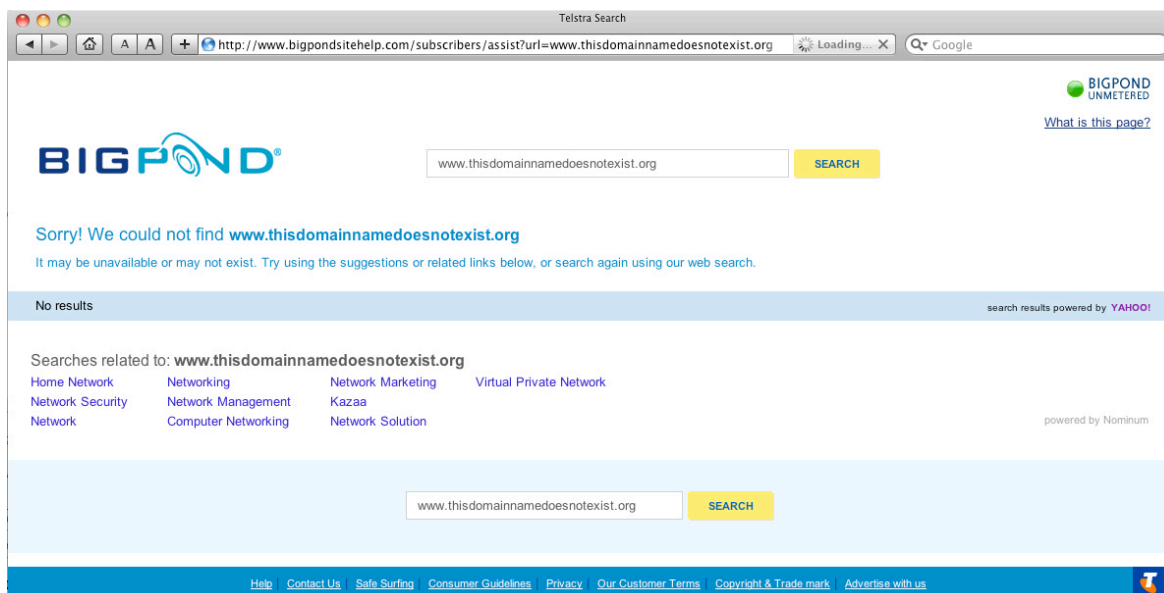 Telstra Search
A A + http://www.bigpondsitehelp.com/subscribers/assist?url=www.thisdomainnamedoesnotexist.org Loading... X Google
BIGPOND
UNMETERED
What is this page?
BIGPOND®
www.thisdomainnamedoesnotexist.org SEARCH
Sorry! We could not find www.thisdomainnamedoesnotexist.org
It may be unavailable or may not exist. Try using the suggestions or related links below, or search again using our web search.
No results search results powered by YAHOO!
Searches related to: www.thisdomainnamedoesnotexist.org
Home Network Networking Network Marketing Virtual Private Network
Network Security Network Management Kazaa
Network Computer Networking Network Solution powered by Nominum
www.thisdomainnamedoesnotexist.org SEARCH
Help | Contact Us | Safe Surfing | Consumer Guidelines | Privacy | Our Customer Terms | Copyright & Trade mark | Advertise with us